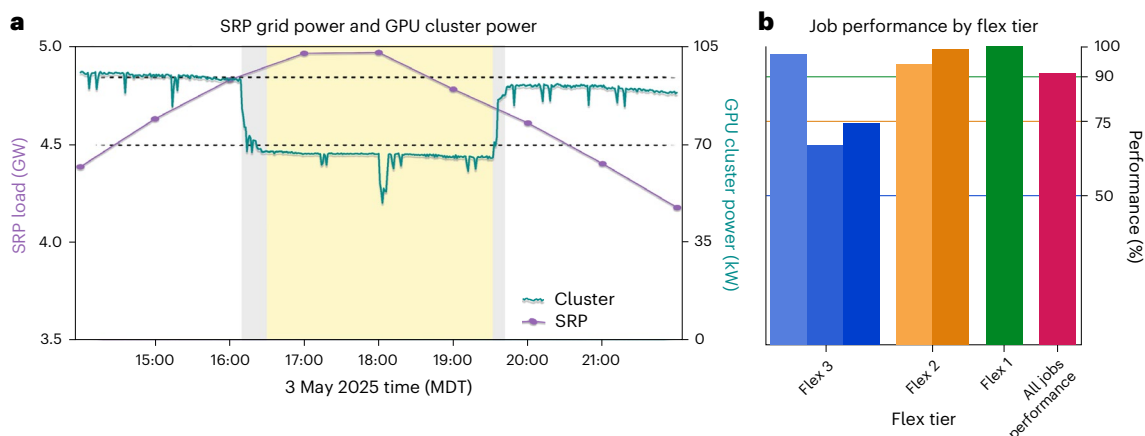 a
SRP grid power and GPU cluster power
5.0
4.5
4.0
3.5
SRP load (GW)
105
70
35
0
GPU cluster power (kW)
Cluster
SRP
15:00
16:00
17:00
18:00
19:00
20:00
21:00
3 May 2025 time (MDT)
b
Job performance by flex tier
100
90
75
50
Performance (%)
Flex 3
Flex 2
Flex 1
All jobs
performance
Flex tier